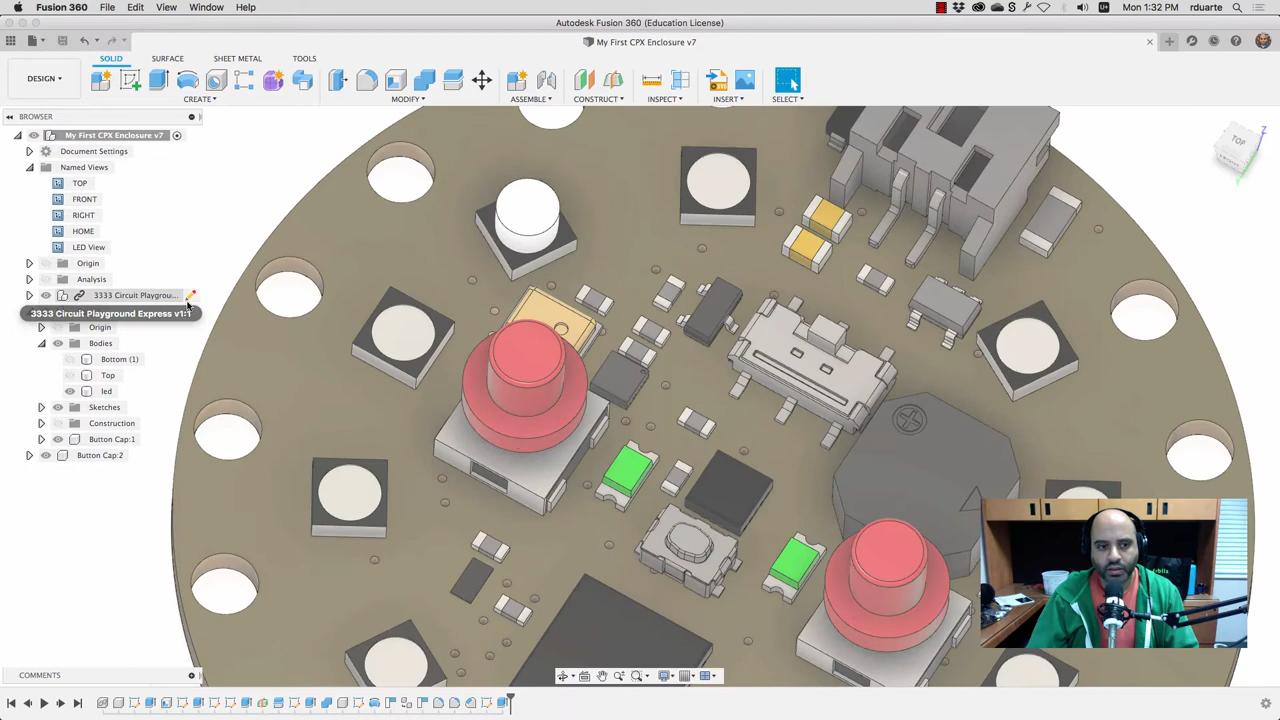 Fusion 360 File Edit View Window Help Mon 1:32 PM rduarte
Autodesk Fusion 360 (Education License)
My First CPX Enclosure v7
SOLID SURFACE SHEET METAL TOOLS
DESIGN
CREATE MODIFY ASSEMBLE CONSTRUCT INSPECT INSERT SELECT
BROWSER
My First CPX Enclosure v7
Document Settings
Named Views
TOP
FRONT
RIGHT
HOME
LED View
Origin
Analysis
3333 Circuit Playgrou...
3333 Circuit Playground Express v1:1
Origin
Bodies
Bottom (1)
Top
led
Sketches
Construction
Button Cap:1
Button Cap:2
TOP
Z
COMMENTS